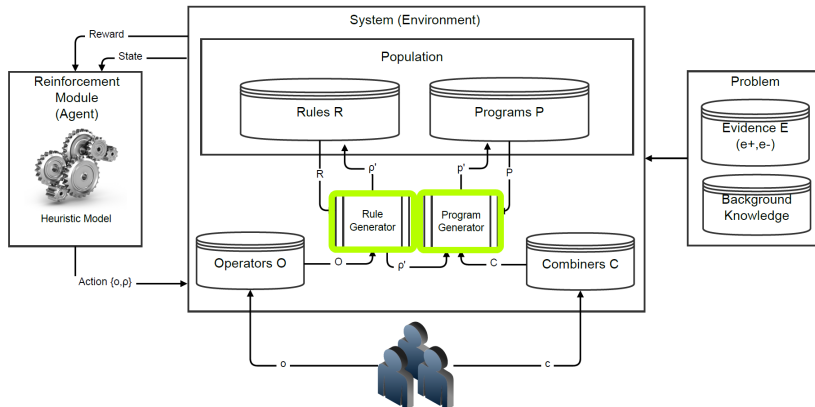 System (Environment)
Reward
State
Population
Reinforcement
Module
(Agent)
Heuristic Model
Rules R
Programs P
Problem
Evidence E
(e+,e-)
Background
Knowledge
R
ρ'
p'
P
Rule
Generator
Program
Generator
Operators O
O
ρ'
C
Combiners C
Action {o,ρ}
o
c